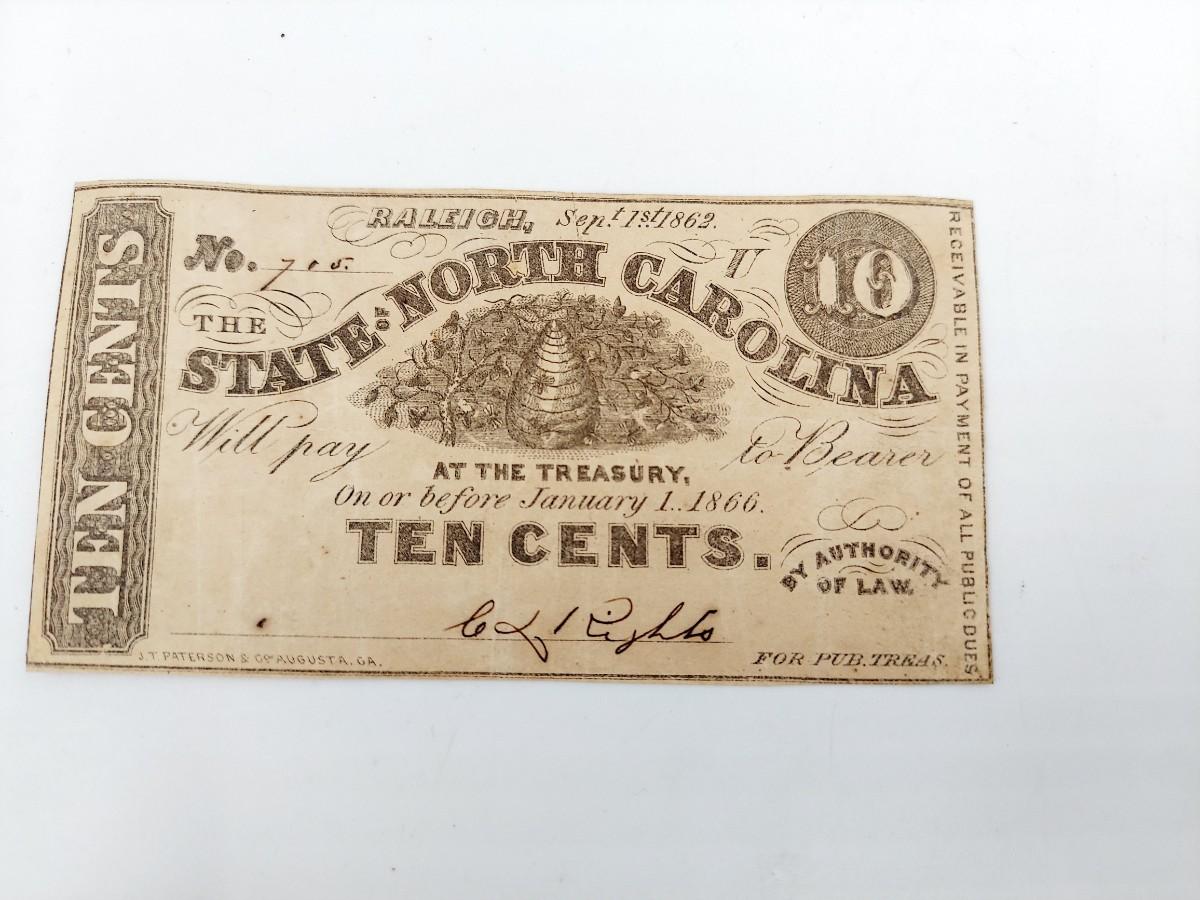 RALEIGH, Sept. 1st. 1862.
No. 715.
U
10
THE
STATE OF NORTH CAROLINA
Will pay to Bearer
AT THE TREASURY,
On or before January 1..1866.
TEN CENTS.
BY AUTHORITY
OF LAW.
Rights
FOR PUB. TREAS.
J.T. PATERSON & Co. AUGUSTA, GA.
TEN CENTS
RECEIVABLE IN PAYMENT OF ALL PUBLIC DUES